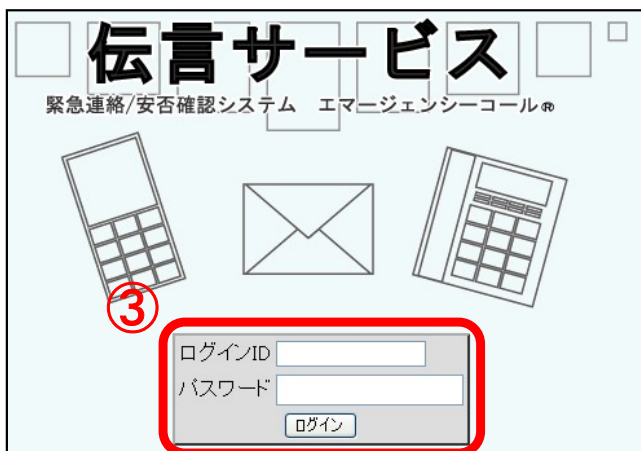 伝言サービス
緊急連絡/安否確認システム　エマージェンシーコール®
③
ログインID
パスワード
ログイン